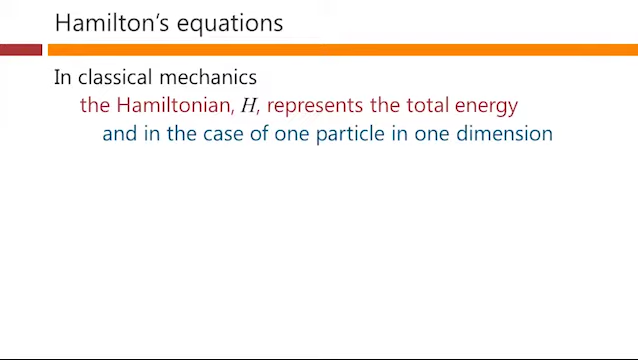 Hamilton's equations
In classical mechanics
the Hamiltonian, H, represents the total energy
and in the case of one particle in one dimension